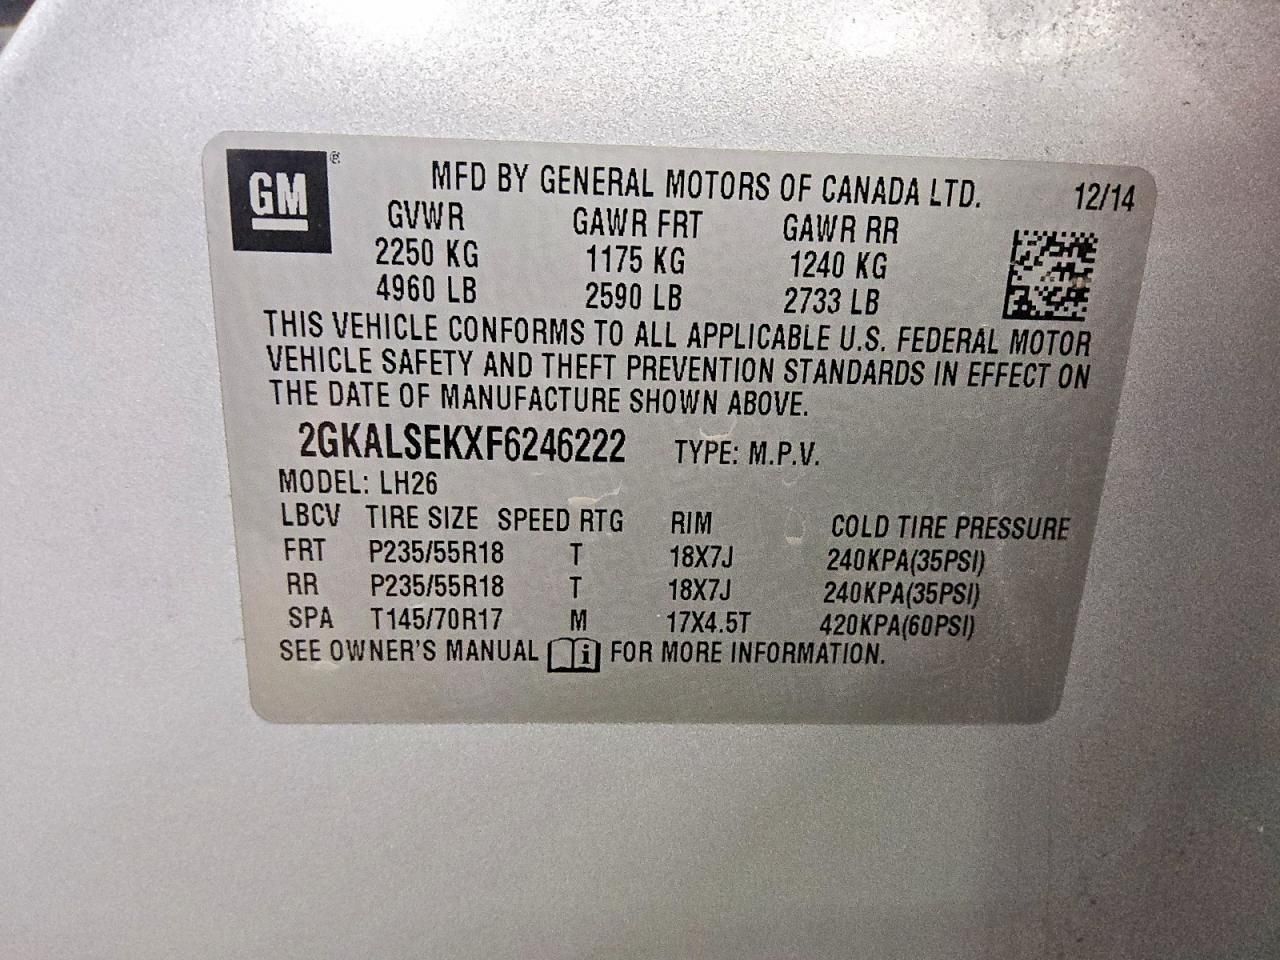 GM ®
MFD BY GENERAL MOTORS OF CANADA LTD. 12/14
GVWR GAWR FRT GAWR RR
2250 KG 1175 KG 1240 KG
4960 LB 2590 LB 2733 LB
THIS VEHICLE CONFORMS TO ALL APPLICABLE U.S. FEDERAL MOTOR
VEHICLE SAFETY AND THEFT PREVENTION STANDARDS IN EFFECT ON
THE DATE OF MANUFACTURE SHOWN ABOVE.
2GKALSEKXF6246222 TYPE: M.P.V.
MODEL: LH26
LBCV TIRE SIZE SPEED RTG RIM COLD TIRE PRESSURE
FRT P235/55R18 T 18X7J 240KPA(35PSI)
RR P235/55R18 T 18X7J 240KPA(35PSI)
SPA T145/70R17 M 17X4.5T 420KPA(60PSI)
SEE OWNER'S MANUAL i FOR MORE INFORMATION.